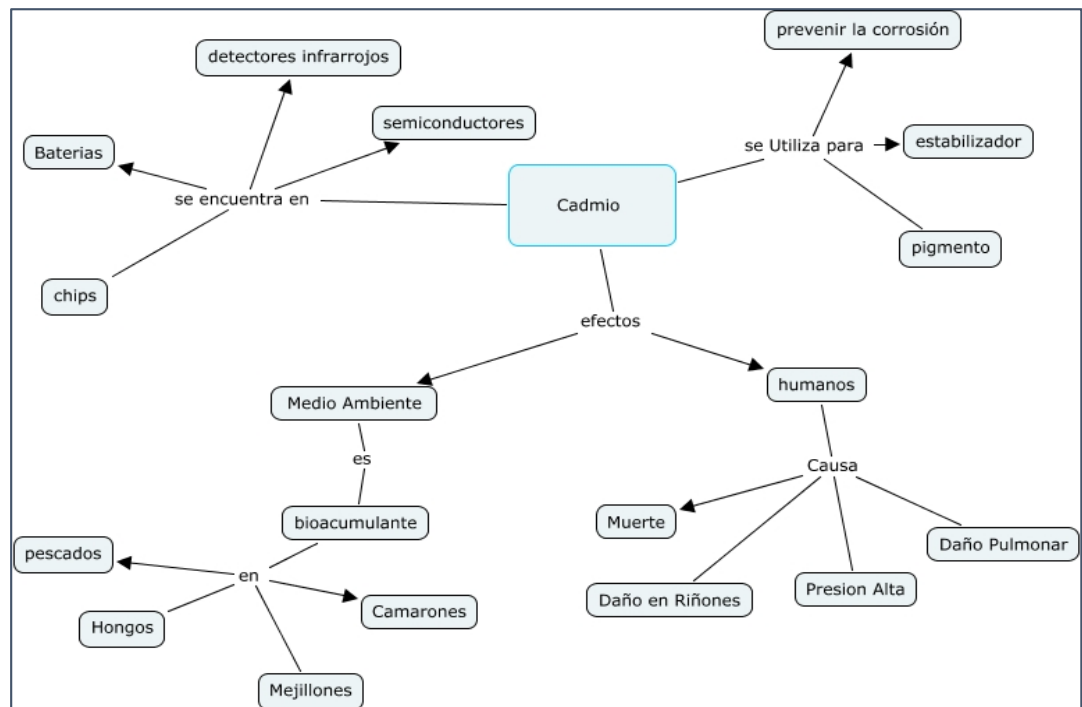 prevenir la corrosión
detectores infrarrojos
semiconductores
Baterias
se Utiliza para
estabilizador
se encuentra en
Cadmio
pigmento
chips
efectos
humanos
Medio Ambiente
es
Causa
bioacumulante
Muerte
Daño Pulmonar
pescados
en
Presion Alta
Daño en Riñones
Camarones
Hongos
Mejillones